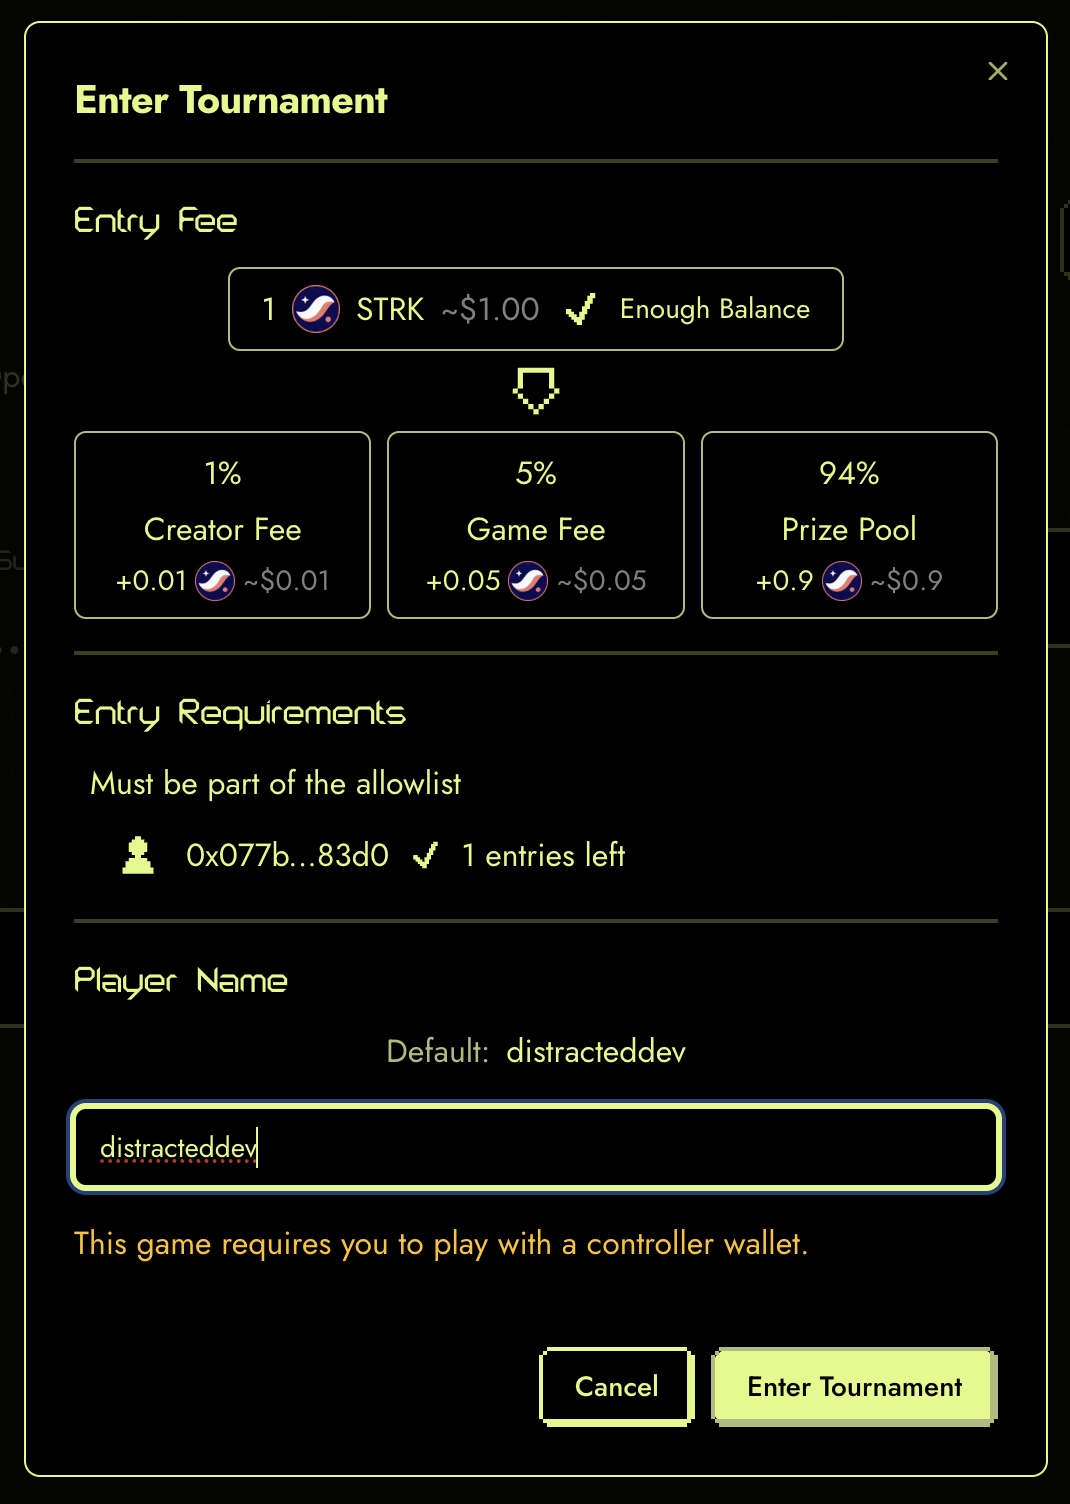 Enter Tournament
Entry Fee
1 STRK ~$1.00 Enough Balance
1% 5% 94%
Creator Fee Game Fee Prize Pool
+0.01 ~$0.01 +0.05 ~$0.05 +0.9 ~$0.9
Entry Requirements
Must be part of the allowlist
0x077b...83d0 1 entries left
Player Name
Default: distracteddev
distracteddev
This game requires you to play with a controller wallet.
Cancel Enter Tournament